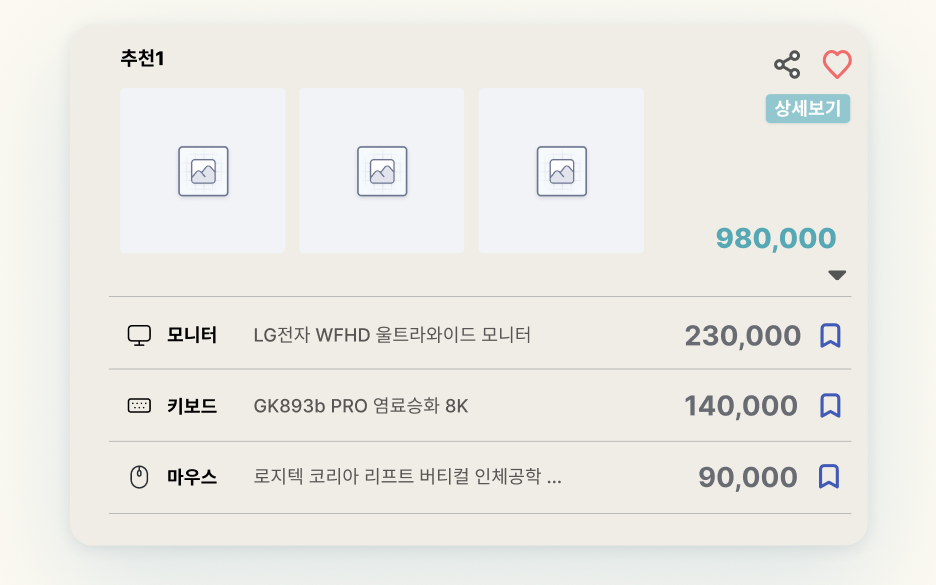 추천1
상세보기
980,000
모니터 LG전자 WFHD 울트라와이드 모니터 230,000
키보드 GK893b PRO 염료승화 8K 140,000
마우스 로지텍 코리아 리프트 버티컬 인체공학 ... 90,000